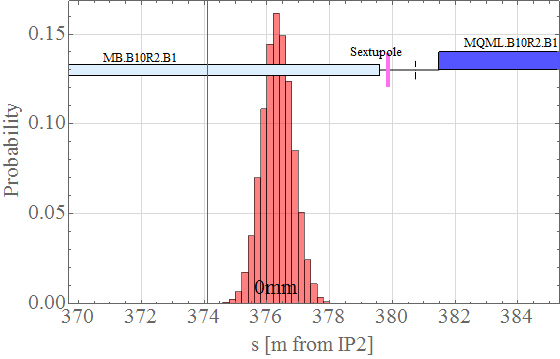 MB.B10R2.B1
Sextupole
MQML.B10R2.B1
0.15
0.10
0.05
0.00
Probability
0mm
370 372 374 376 378 380 382 384
s [m from IP2]